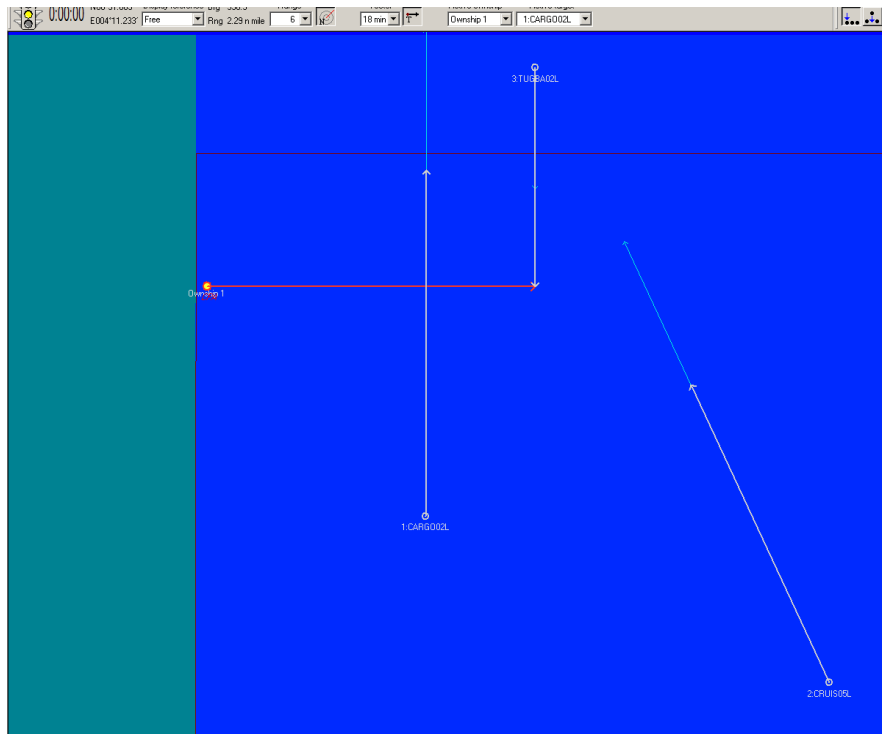 0:00:00
E004'11.233'
Free
Rng 2.29 n mile
6
18 min
Ownship 1
1:CARGO02L
3:TUGBA02L
Ownship 1
1:CARGO02L
2:CRUIS05L